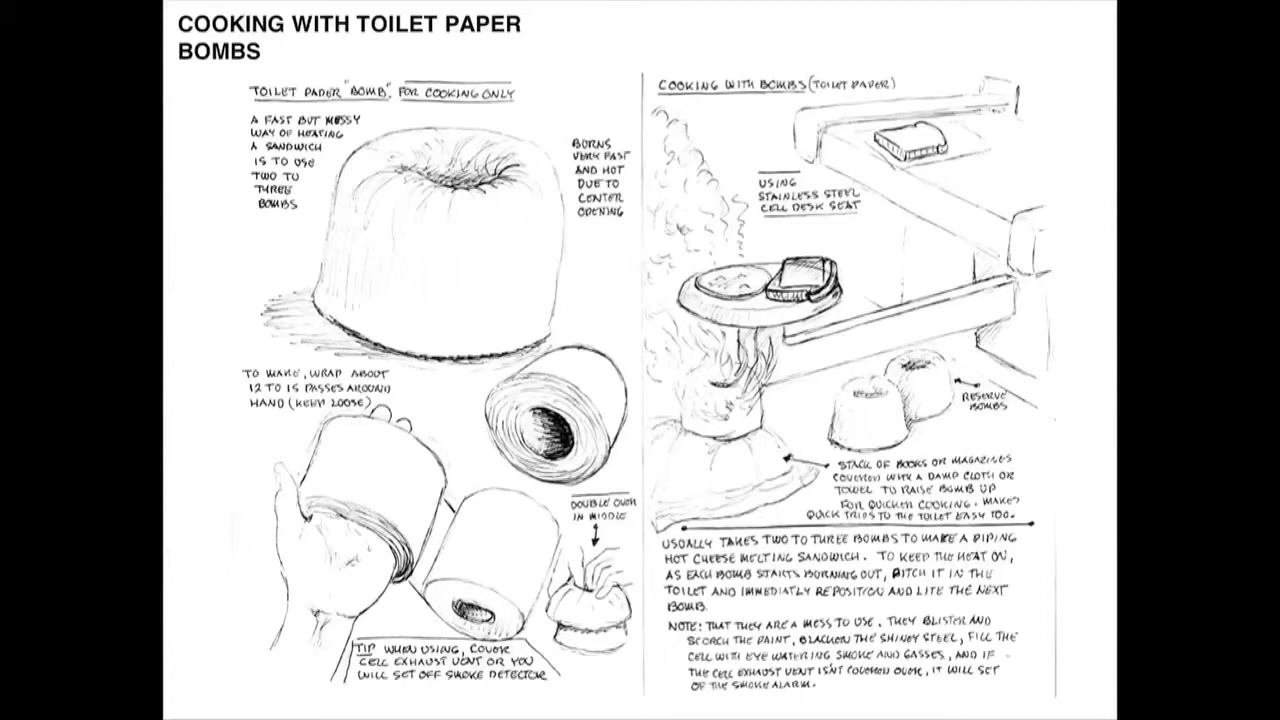 COOKING WITH TOILET PAPER
BOMBS
TOILET PAPER "BOMB". FOR COOKING ONLY
A FAST BUT MESSY
WAY OF HEATING
A SANDWICH
IS TO USE
TWO TO
THREE
BOMBS
BURNS
VERY FAST
AND HOT
DUE TO
CENTER
OPENING
TO MAKE, WRAP ABOUT
12 TO 15 PASSES AROUND
HAND (KEEP LOOSE)
DOUBLE OVER
IN MIDDLE
TIP WHEN USING, COVER
CELL EXHAUST VENT OR YOU
WILL SET OFF SMOKE DETECTOR
COOKING WITH BOMBS (TOILET PAPER)
USING
STAINLESS STEEL
CELL DESK SEAT
RESERVE
BOMBS
STACK OF BOOKS OR MAGAZINES
COVERED WITH A DAMP CLOTH OR
TOWEL TO RAISE BOMB UP
FOR QUICKER COOKING. MAKES
QUICK TRIPS TO THE TOILET EASY TOO.
USUALLY TAKES TWO TO THREE BOMBS TO MAKE A PIPING
HOT CHEESE MELTING SANDWICH. TO KEEP THE HEAT ON,
AS EACH BOMB STARTS BURNING OUT, PITCH IT IN THE
TOILET AND IMMEDIATLY REPOSITION AND LITE THE NEXT
BOMB.
NOTE: THAT THEY ARE A MESS TO USE. THEY BLISTER AND
SCORCH THE PAINT, BLACKEN THE SHINEY STEEL, FILL THE
CELL WITH EYE WATERING SMOKE AND GASSES, AND IF
THE CELL EXHAUST VENT ISN'T COVERED OVER, IT WILL SET
OF THE SMOKE ALARM.